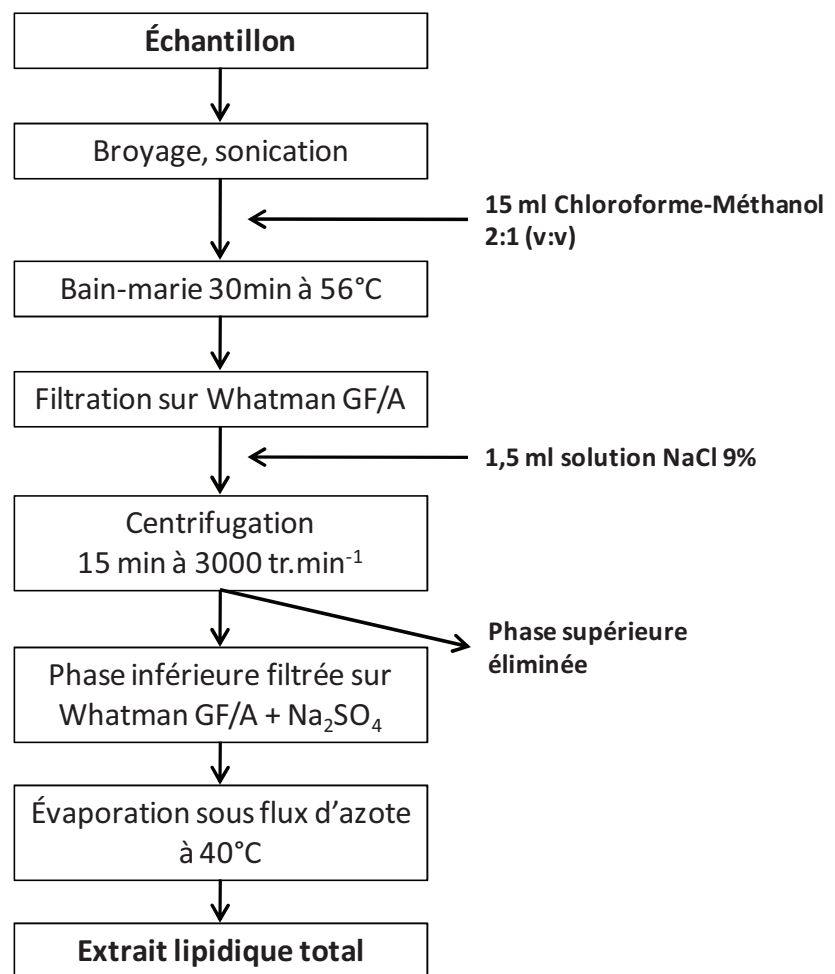 Échantillon
Broyage, sonication
15 ml Chloroforme-Méthanol
2:1 (v:v)
Bain-marie 30min à 56°C
Filtration sur Whatman GF/A
1,5 ml solution NaCl 9%
Centrifugation
15 min à 3000 tr.min⁻¹
Phase supérieure
éliminée
Phase inférieure filtrée sur
Whatman GF/A + Na₂SO₄
Évaporation sous flux d’azote
à 40°C
Extrait lipidique total